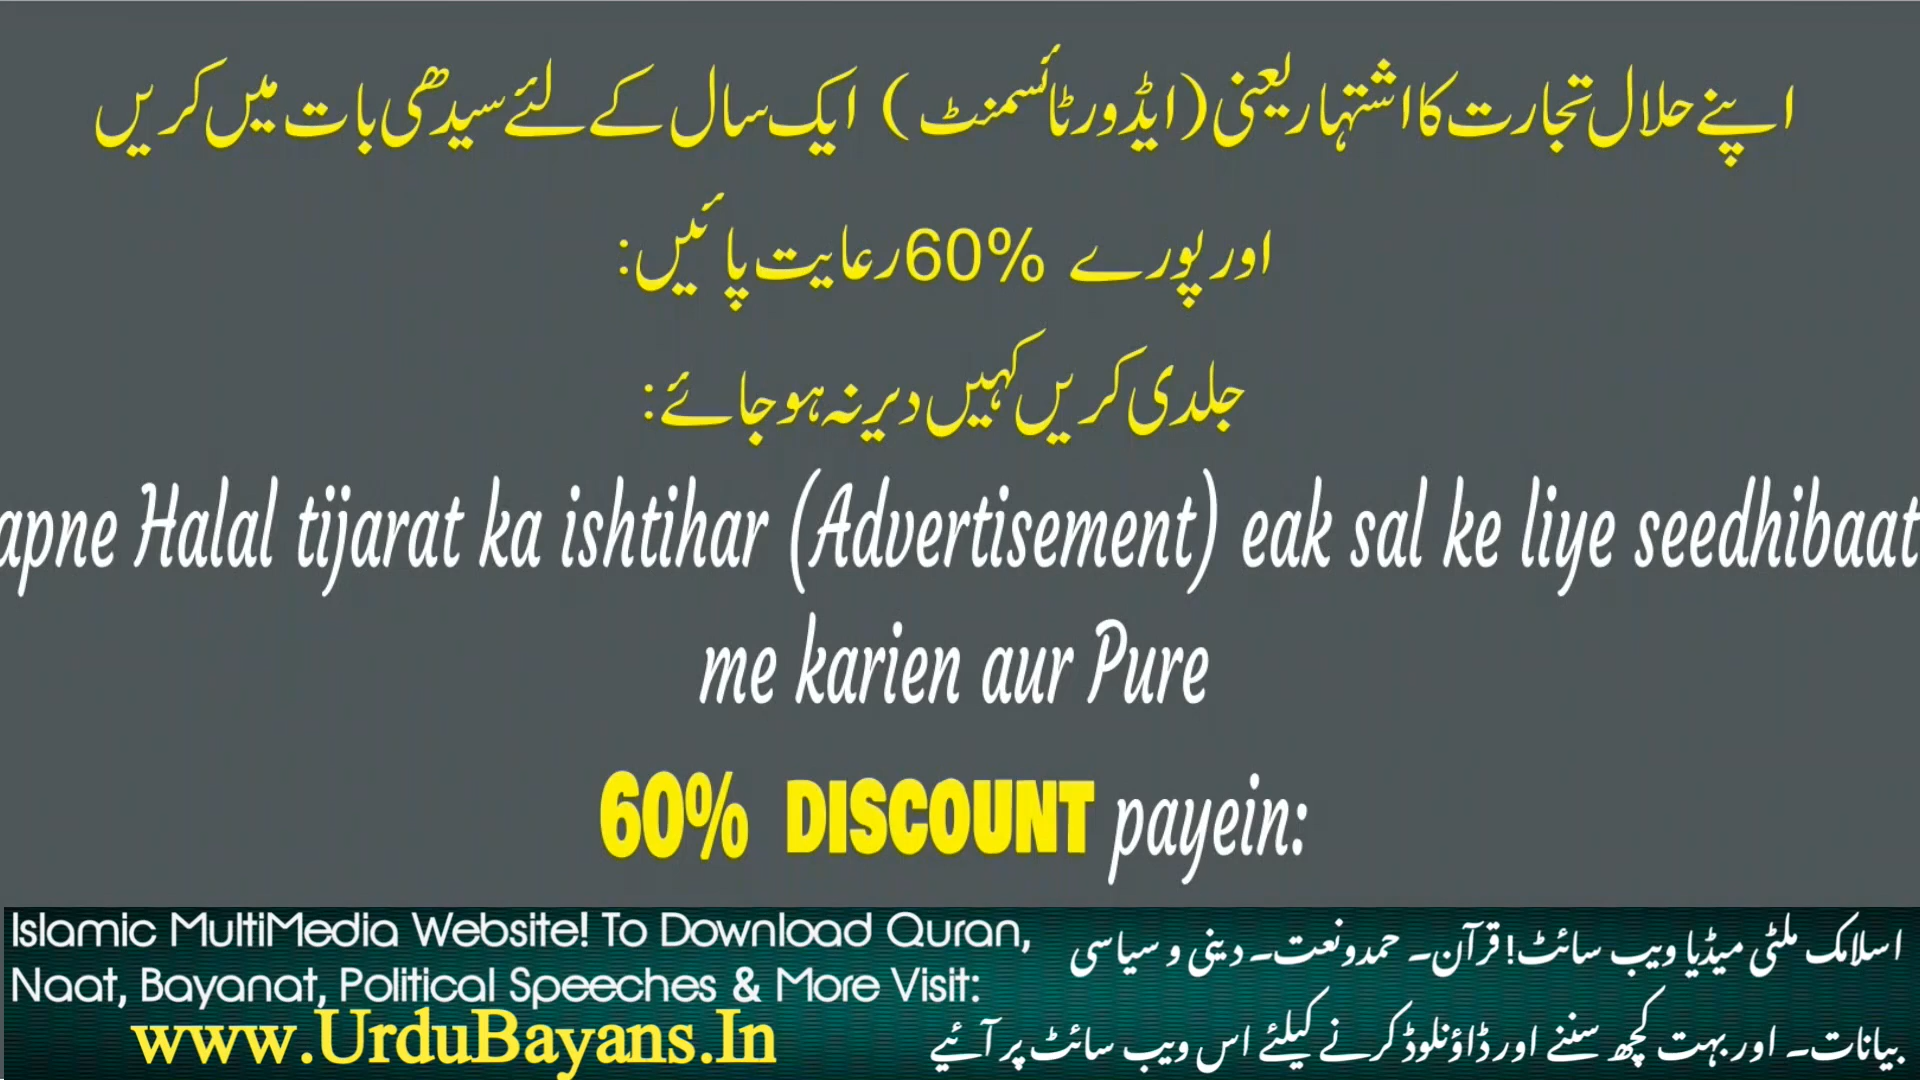 اپنے حلال تجارت کا اشتہار یعنی (ایڈورٹائسمنٹ) ایک سال کے لئے سیدھی بات میں کریں
اور پورے 60% رعایت پائیں:
جلدی کریں کہیں دیر نہ ہو جائے:
apne Halal tijarat ka ishtihar (Advertisement) eak sal ke liye seedhibaat
me karien aur Pure
60% DISCOUNT payein:
Islamic MultiMedia Website! To Download Quran,
Naat, Bayanat, Political Speeches & More Visit:
www.UrduBayans.In
اسلامک ملٹی میڈیا ویب سائٹ! قرآن۔ حمد و نعت۔ دینی و سیاسی
بیانات۔ اور بہت کچھ سننے اور ڈاؤنلوڈ کرنے کیلئے اس ویب سائٹ پر آئیے